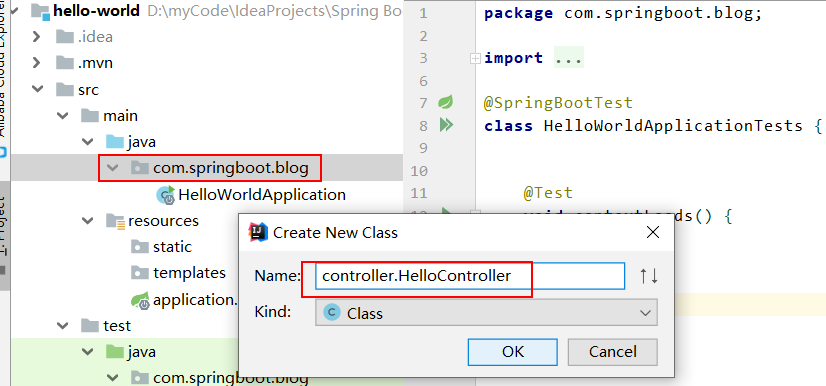 hello-world D:\myCode\IdeaProjects\Spring Bo
.idea
.mvn
src
main
java
com.springboot.blog
HelloWorldApplication
resources
static
templates
application.
test
java
com.springboot.blog
Alibaba Cloud Explorer
1: Project
1 package com.springboot.blog;
2
3 import ...
6
7 @SpringBootTest
8 class HelloWorldApplicationTests {
9
10
11 @Test
12 void contextLoads() {
Create New Class
Name: controller.HelloController
Kind: C Class
OK Cancel